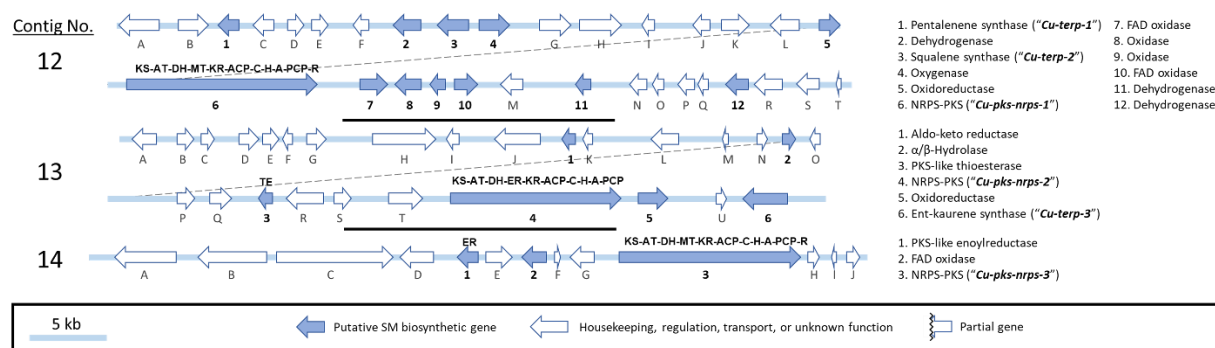 Contig No.
12
A B 1 C D E F 2 3 4 G H I J K L 5
KS-AT-DH-MT-KR-ACP-C-H-A-PCP-R
6 7 8 9 10 M 11 N O P Q 12 R S T
1. Pentalenene synthase ("Cu-terp-1")
2. Dehydrogenase
3. Squalene synthase ("Cu-terp-2")
4. Oxygenase
5. Oxidoreductase
6. NRPS-PKS ("Cu-pks-nrps-1")
7. FAD oxidase
8. Oxidase
9. Oxidase
10. FAD oxidase
11. Dehydrogenase
12. Dehydrogenase
13
A B C D E F G H I J 1 K L M N 2 O
TE KS-AT-DH-ER-KR-ACP-C-H-A-PCP
P Q 3 R S T 4 5 U 6
1. Aldo-keto reductase
2. α/β-Hydrolase
3. PKS-like thioesterase
4. NRPS-PKS ("Cu-pks-nrps-2")
5. Oxidoreductase
6. Ent-kaurene synthase ("Cu-terp-3")
14
ER KS-AT-DH-MT-KR-ACP-C-H-A-PCP-R
A B C D 1 E 2 F G 3 H I J
1. PKS-like enoylreductase
2. FAD oxidase
3. NRPS-PKS ("Cu-pks-nrps-3")
5 kb
Putative SM biosynthetic gene
Housekeeping, regulation, transport, or unknown function
Partial gene